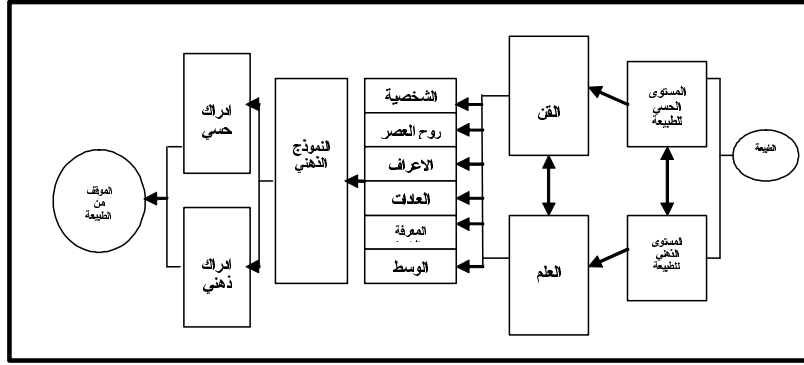 الطبيعة
المستوى
الحسي
للطبيعة
المستوى
الذهني
للطبيعة
الفن
العلم
الشخصية
روح العصر
الاعراف
العادات
المعرفة
الوسط
النموذج
الذهني
ادراك
حسي
ادراك
ذهني
الموقف
من
الطبيعة